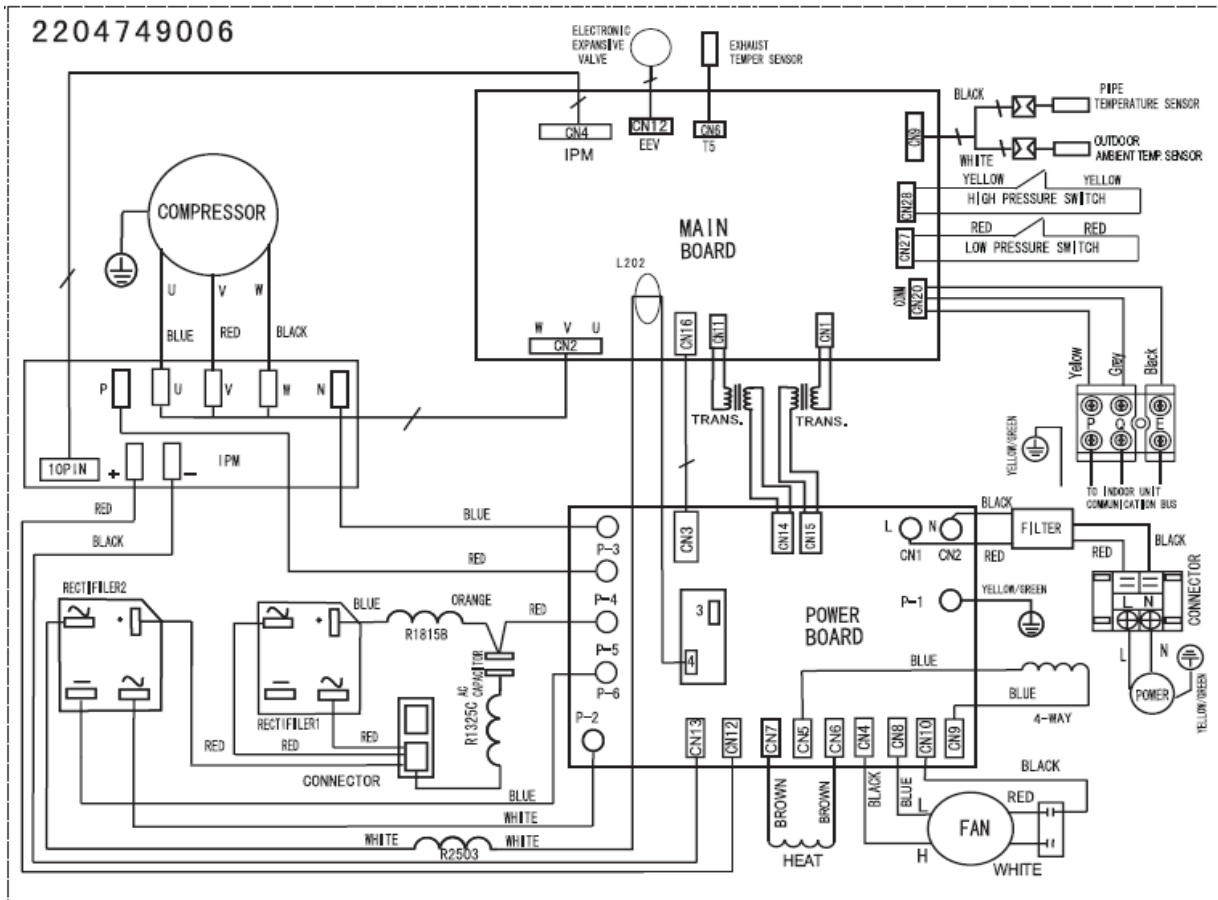 2204749006
ELECTRONIC
EXPANSIVE
VALVE
EXHAUST
TEMPER SENSOR
CN4
IPM
CN12
EEV
CN6
T5
CN9
BLACK
PIPE
TEMPERATURE SENSOR
WHITE
OUTDOOR
AMBIENT TEMP. SENSOR
CN28
YELLOW
YELLOW
HIGH PRESSURE SWITCH
CN27
RED
RED
LOW PRESSURE SWITCH
COMM
CN20
MAIN
BOARD
COMPRESSOR
U
V
W
BLUE
RED
BLACK
L202
W V U
CN2
CN16
CN11
CN1
TRANS.
TRANS.
Yellow
Grey
Black
P
Q
E
TO INDOOR UNIT
COMMUNICATION BUS
YELLOW/GREEN
P
U
V
W
N
10PIN
+
-
IPM
RED
BLACK
BLUE
RED
P-3
P-4
P-5
P-6
P-2
CN3
CN14
CN15
L
N
CN1
CN2
BLACK
RED
FILTER
BLACK
RED
L N
CONNECTOR
L
N
POWER
YELLOW/GREEN
P-1
YELLOW/GREEN
POWER
BOARD
3
4
RECTIFILER2
~
+
-
~
RECTIFILER1
~
+
-
~
BLUE
ORANGE
R1815B
RED
AC
CAPACITOR
R1325C
RED
RED
RED
CONNECTOR
BLUE
WHITE
WHITE
WHITE
R2503
BLUE
BLUE
4-WAY
CN13
CN12
CN7
CN5
CN6
CN4
CN8
CN10
CN9
BROWN
BROWN
HEAT
BLACK
BLUE
L
H
FAN
BLACK
RED
WHITE